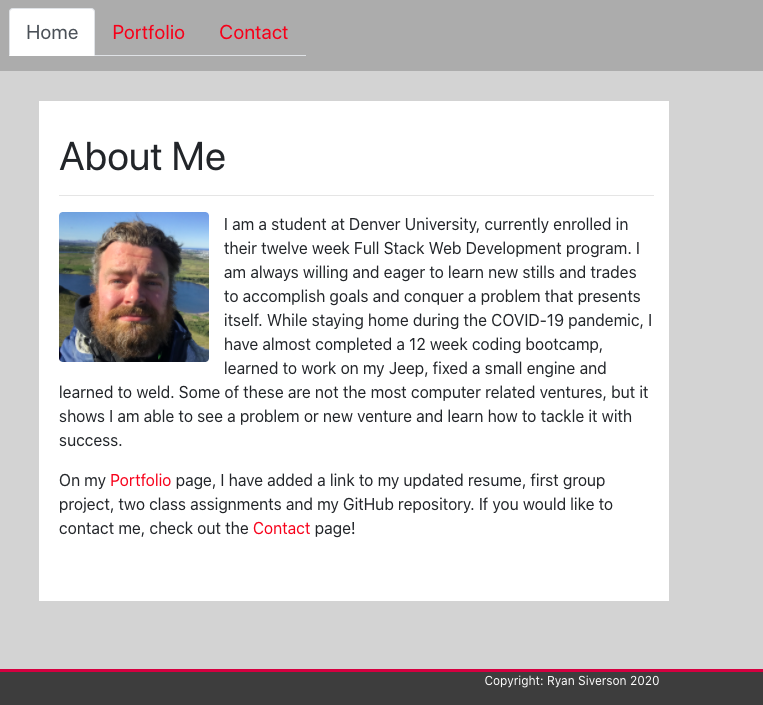 Home Portfolio Contact
About Me
I am a student at Denver University, currently enrolled in
their twelve week Full Stack Web Development program. I
am always willing and eager to learn new stills and trades
to accomplish goals and conquer a problem that presents
itself. While staying home during the COVID-19 pandemic, I
have almost completed a 12 week coding bootcamp,
learned to work on my Jeep, fixed a small engine and
learned to weld. Some of these are not the most computer related ventures, but it
shows I am able to see a problem or new venture and learn how to tackle it with
success.
On my Portfolio page, I have added a link to my updated resume, first group
project, two class assignments and my GitHub repository. If you would like to
contact me, check out the Contact page!
Copyright: Ryan Siverson 2020